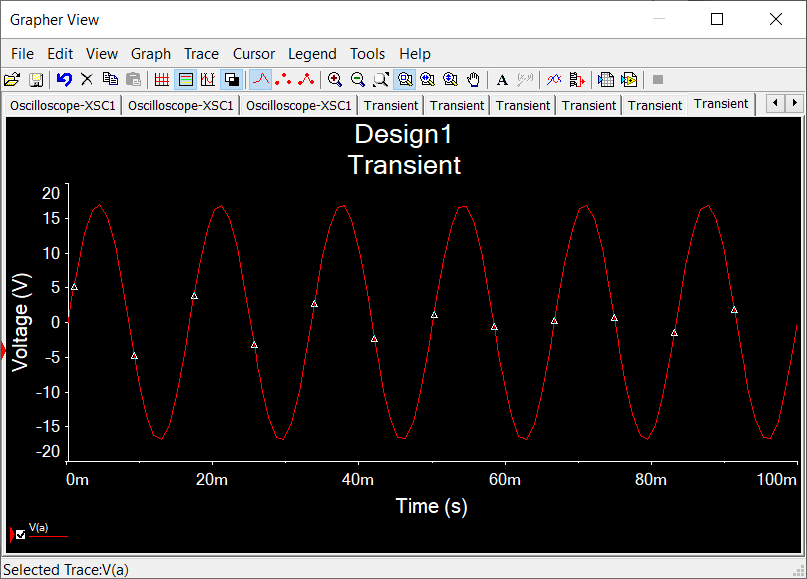 Grapher View
File Edit View Graph Trace Cursor Legend Tools Help
A
Oscilloscope-XSC1 Oscilloscope-XSC1 Oscilloscope-XSC1 Transient Transient Transient Transient Transient Transient
Design1
Transient
20
15
10
5
0
-5
-10
-15
-20
Voltage (V)
0m 20m 40m 60m 80m 100m
Time (s)
V(a)
Selected Trace:V(a)